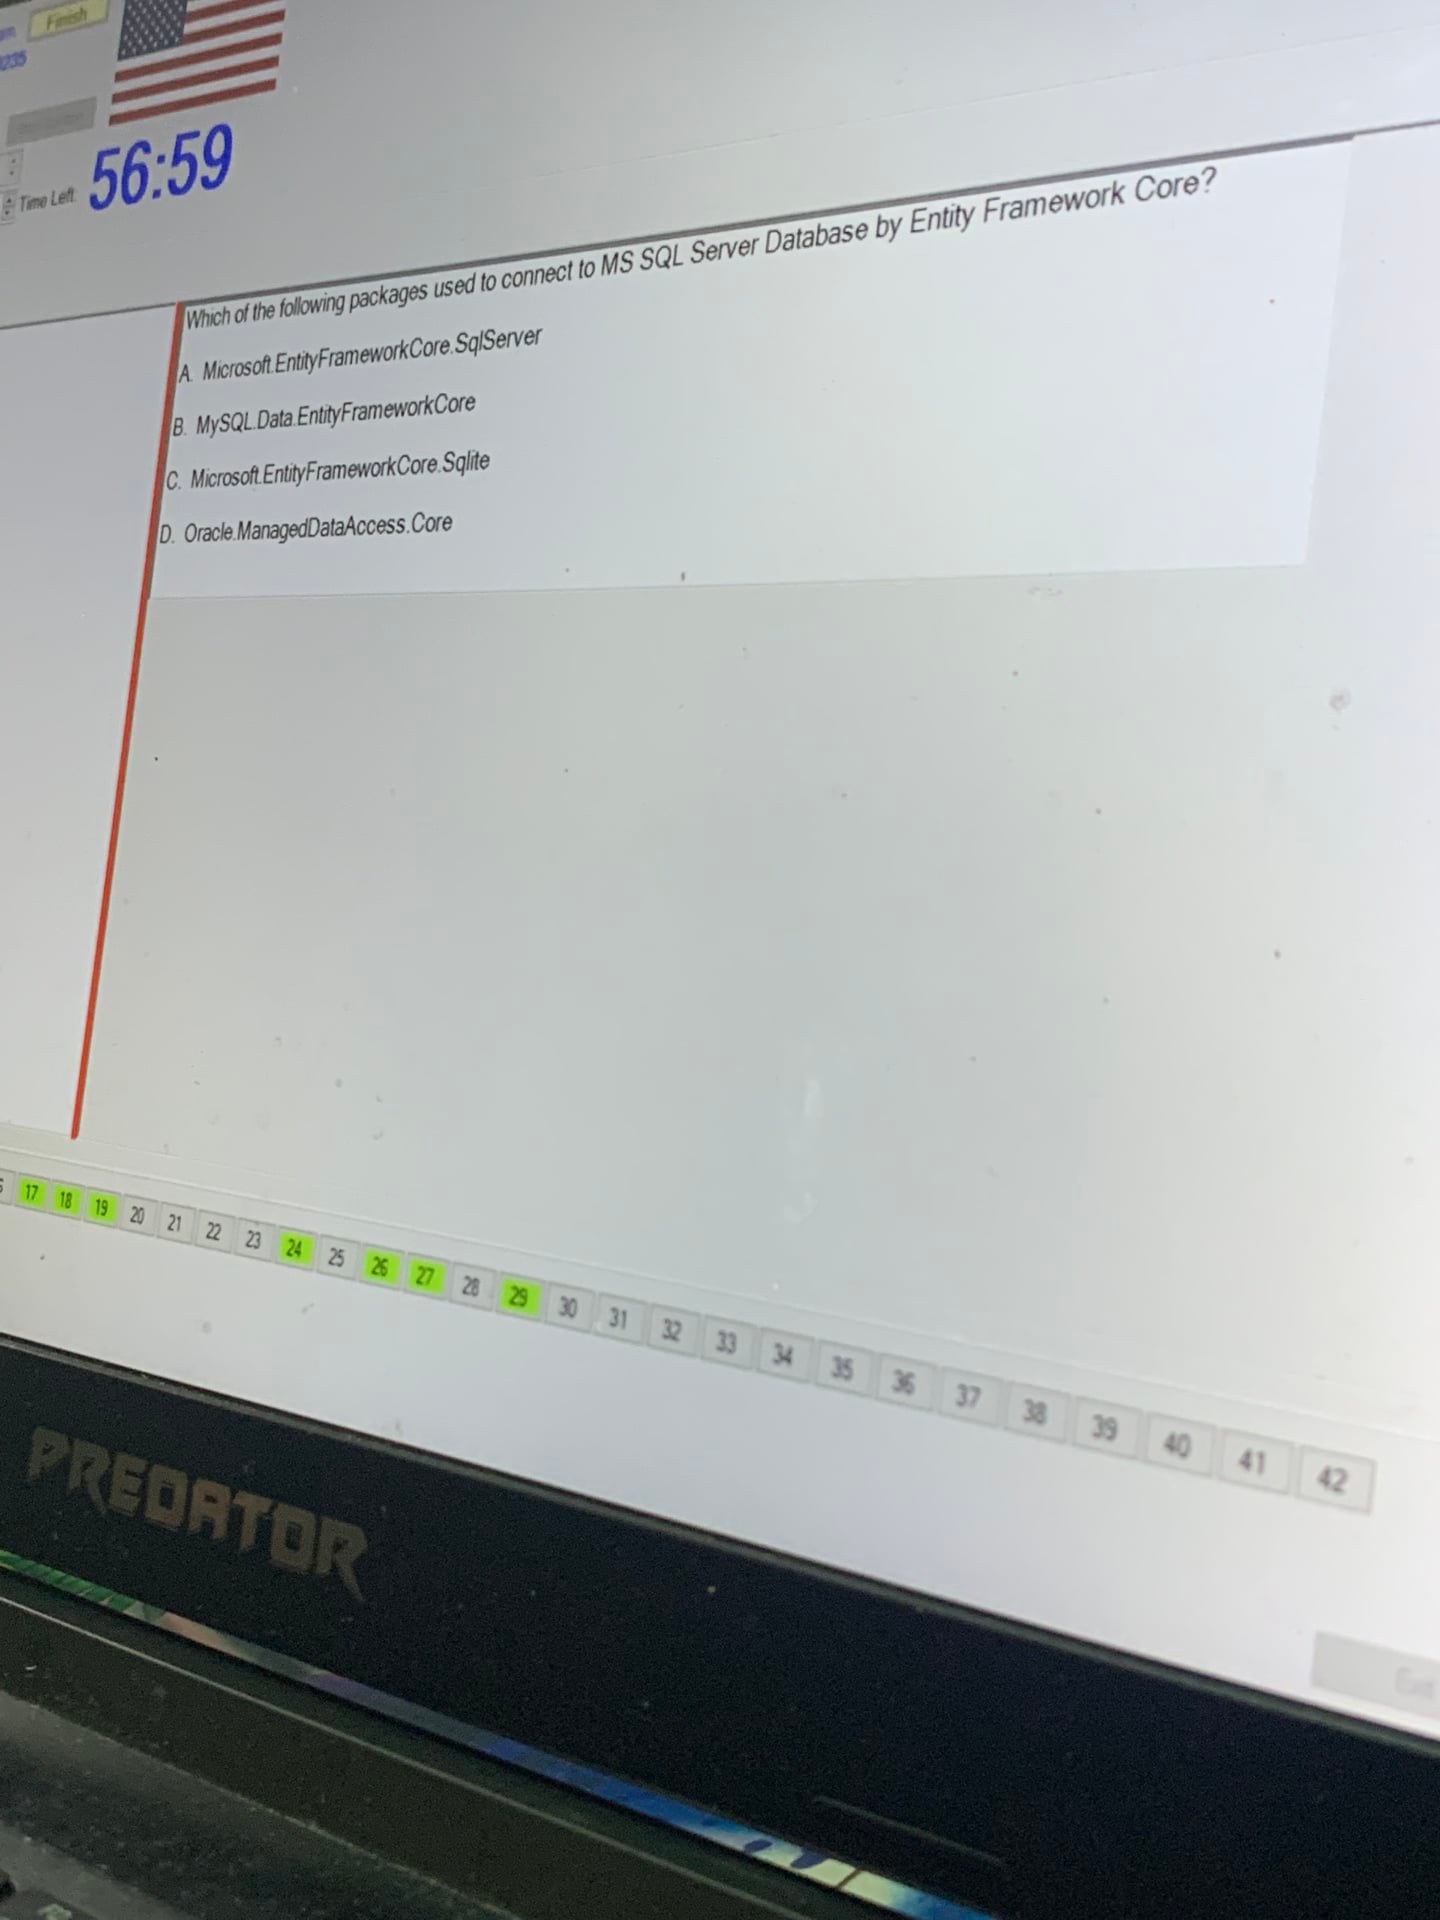 Finish
Time Left:
56:59
Which of the following packages used to connect to MS SQL Server Database by Entity Framework Core?
A. Microsoft.EntityFrameworkCore.SqlServer
B. MySQL.Data.EntityFrameworkCore
C. Microsoft.EntityFrameworkCore.Sqlite
D. Oracle.ManagedDataAccess.Core
17 18 19 20 21 22 23 24 25 26 27 28 29 30 31 32 33 34 35 36 37 38 39 40 41 42
Exit
PREDATOR